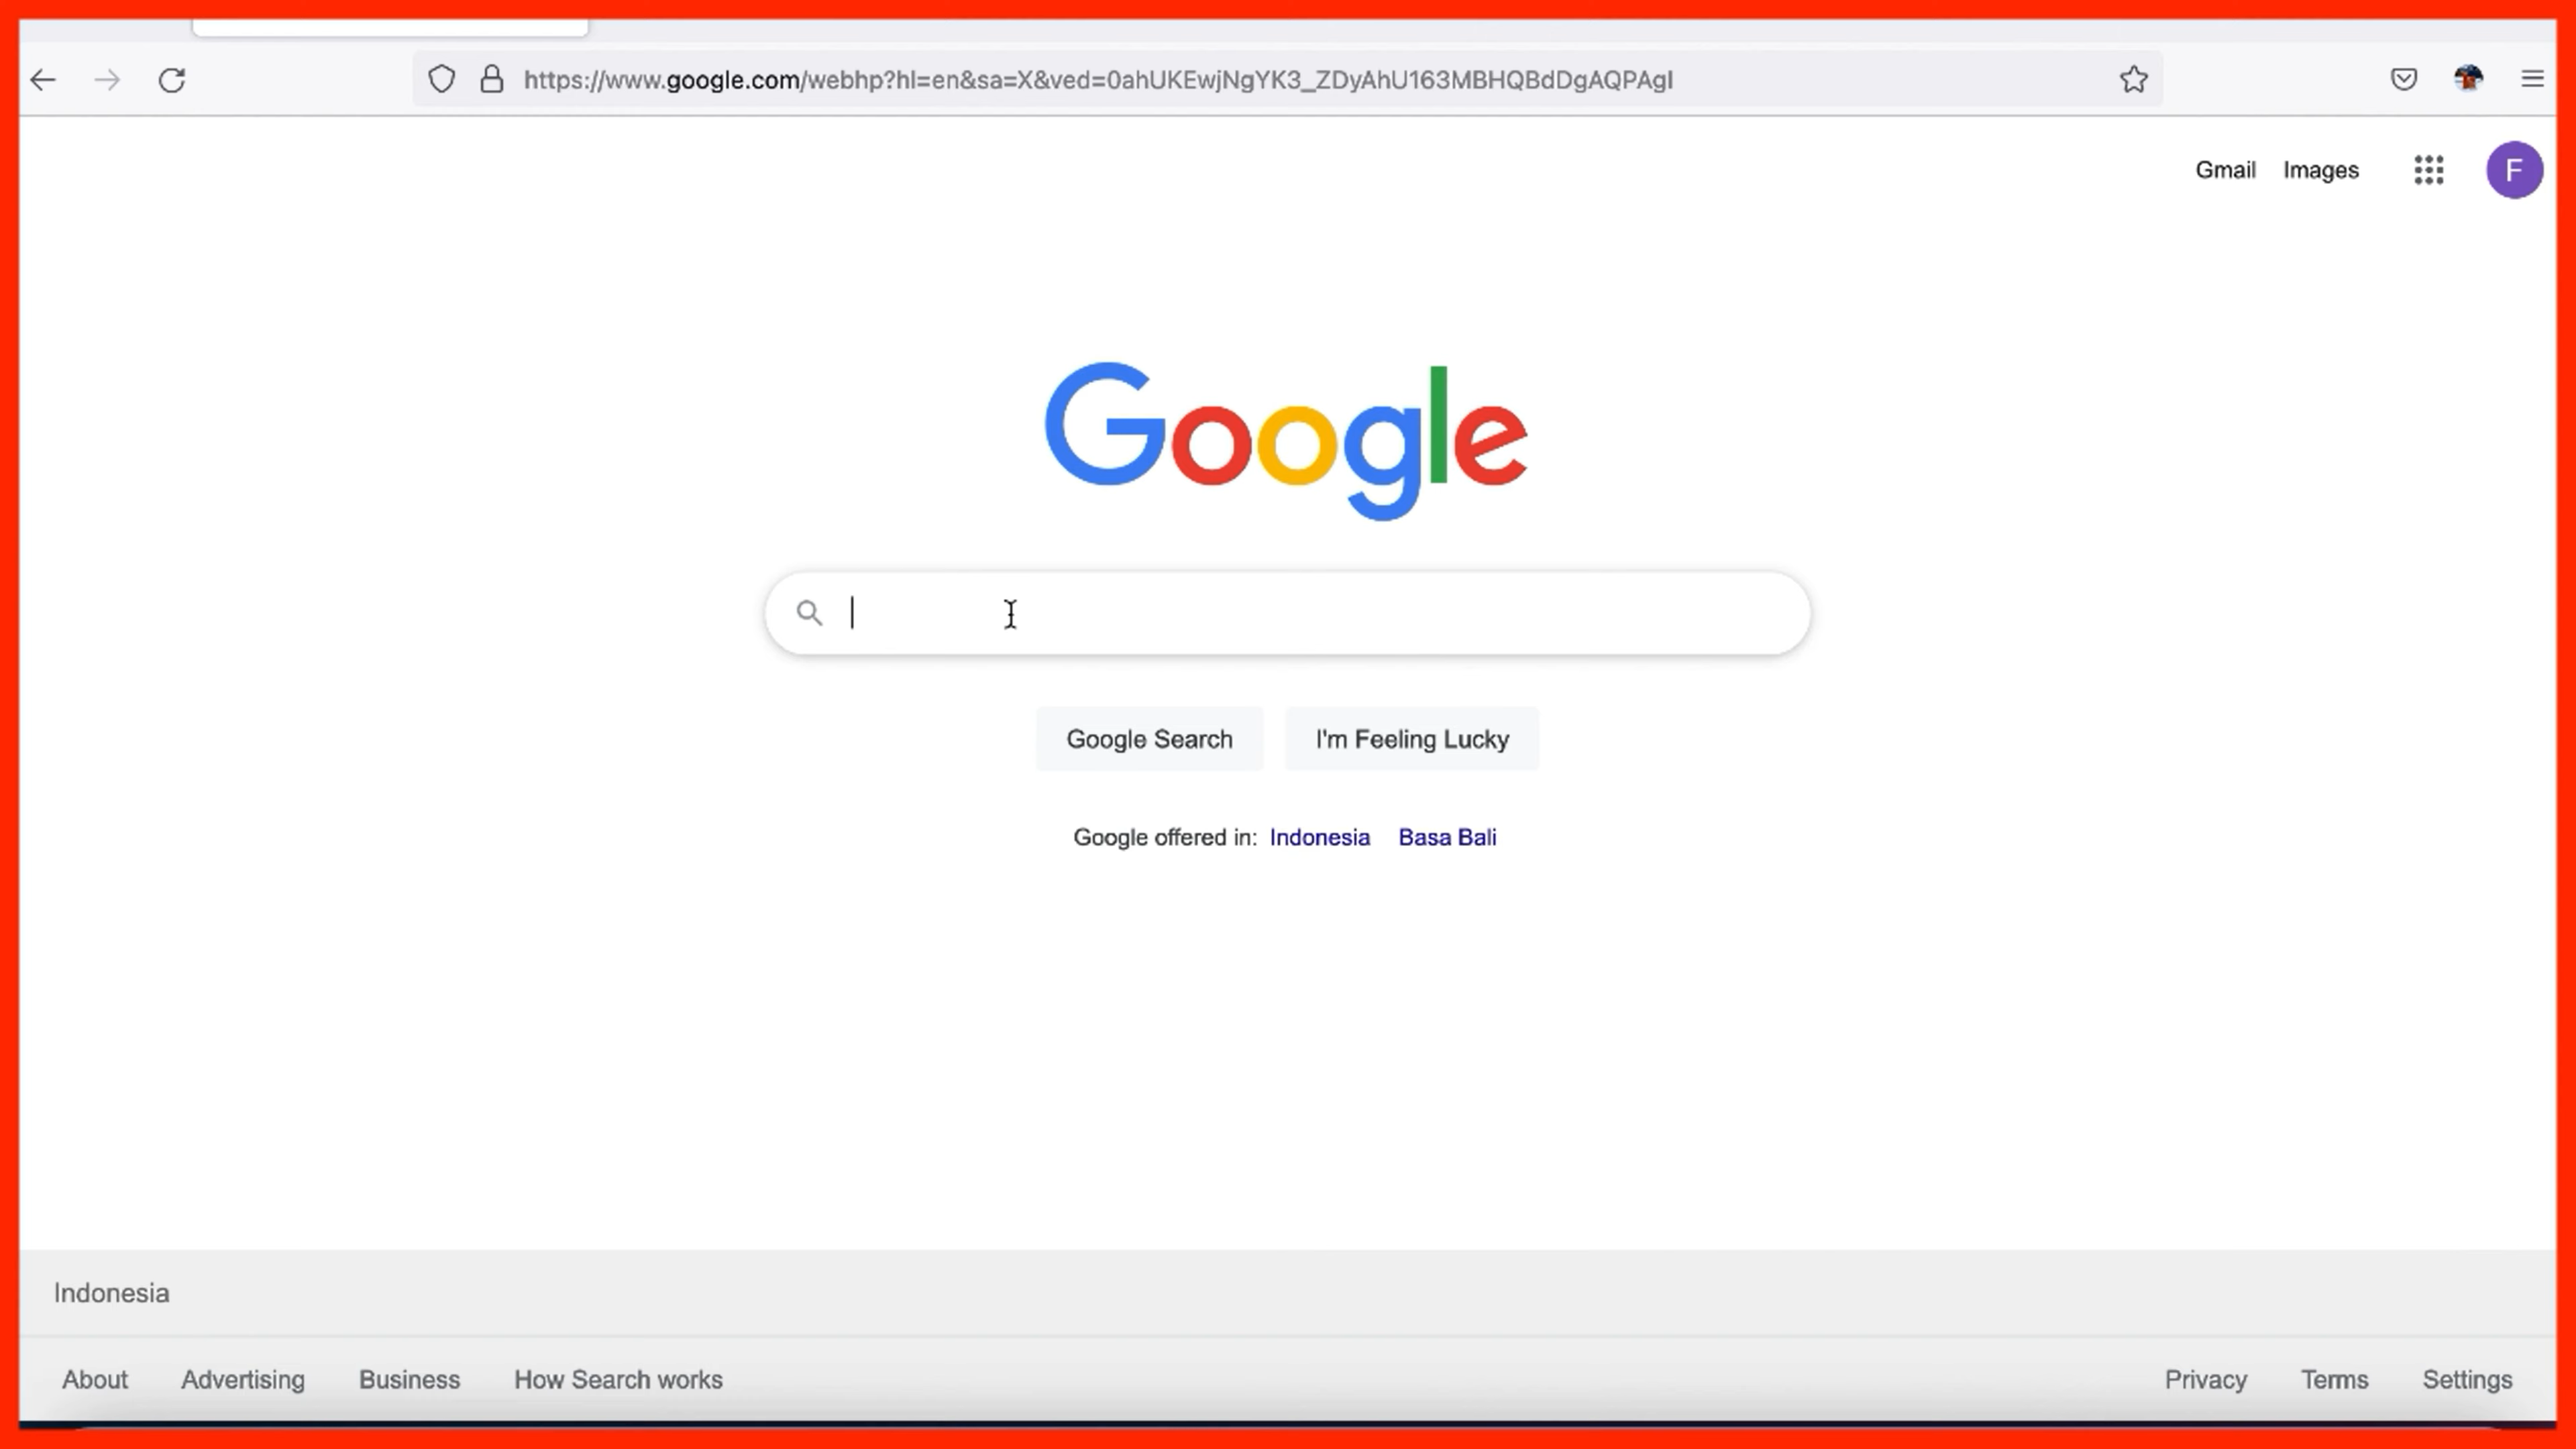 https://www.google.com/webhp?hl=en&sa=X&ved=0ahUKEwjNgYK3_ZDyAhU163MBHQBdDgAQPAgI
Gmail Images F
Google
Google Search I'm Feeling Lucky
Google offered in: Indonesia Basa Bali
Indonesia
About Advertising Business How Search works Privacy Terms Settings